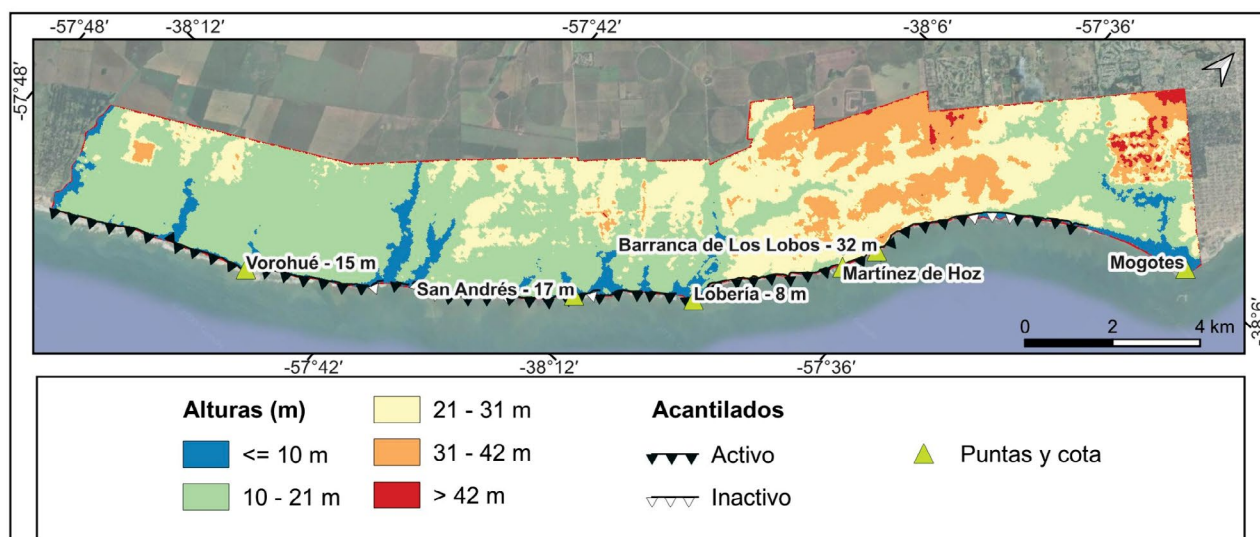 -57°48'
-38°12'
-57°42'
-38°6'
-57°36'
-57°48'
Barranca de Los Lobos - 32 m
Vorohué - 15 m
Martínez de Hoz
Mogotes
San Andrés - 17 m
Lobería - 8 m
0 2 4 km
-38°6'
-57°42'
-38°12'
-57°36'
Alturas (m)
<= 10 m
10 - 21 m
21 - 31 m
31 - 42 m
> 42 m
Acantilados
Activo
Inactivo
Puntas y cota